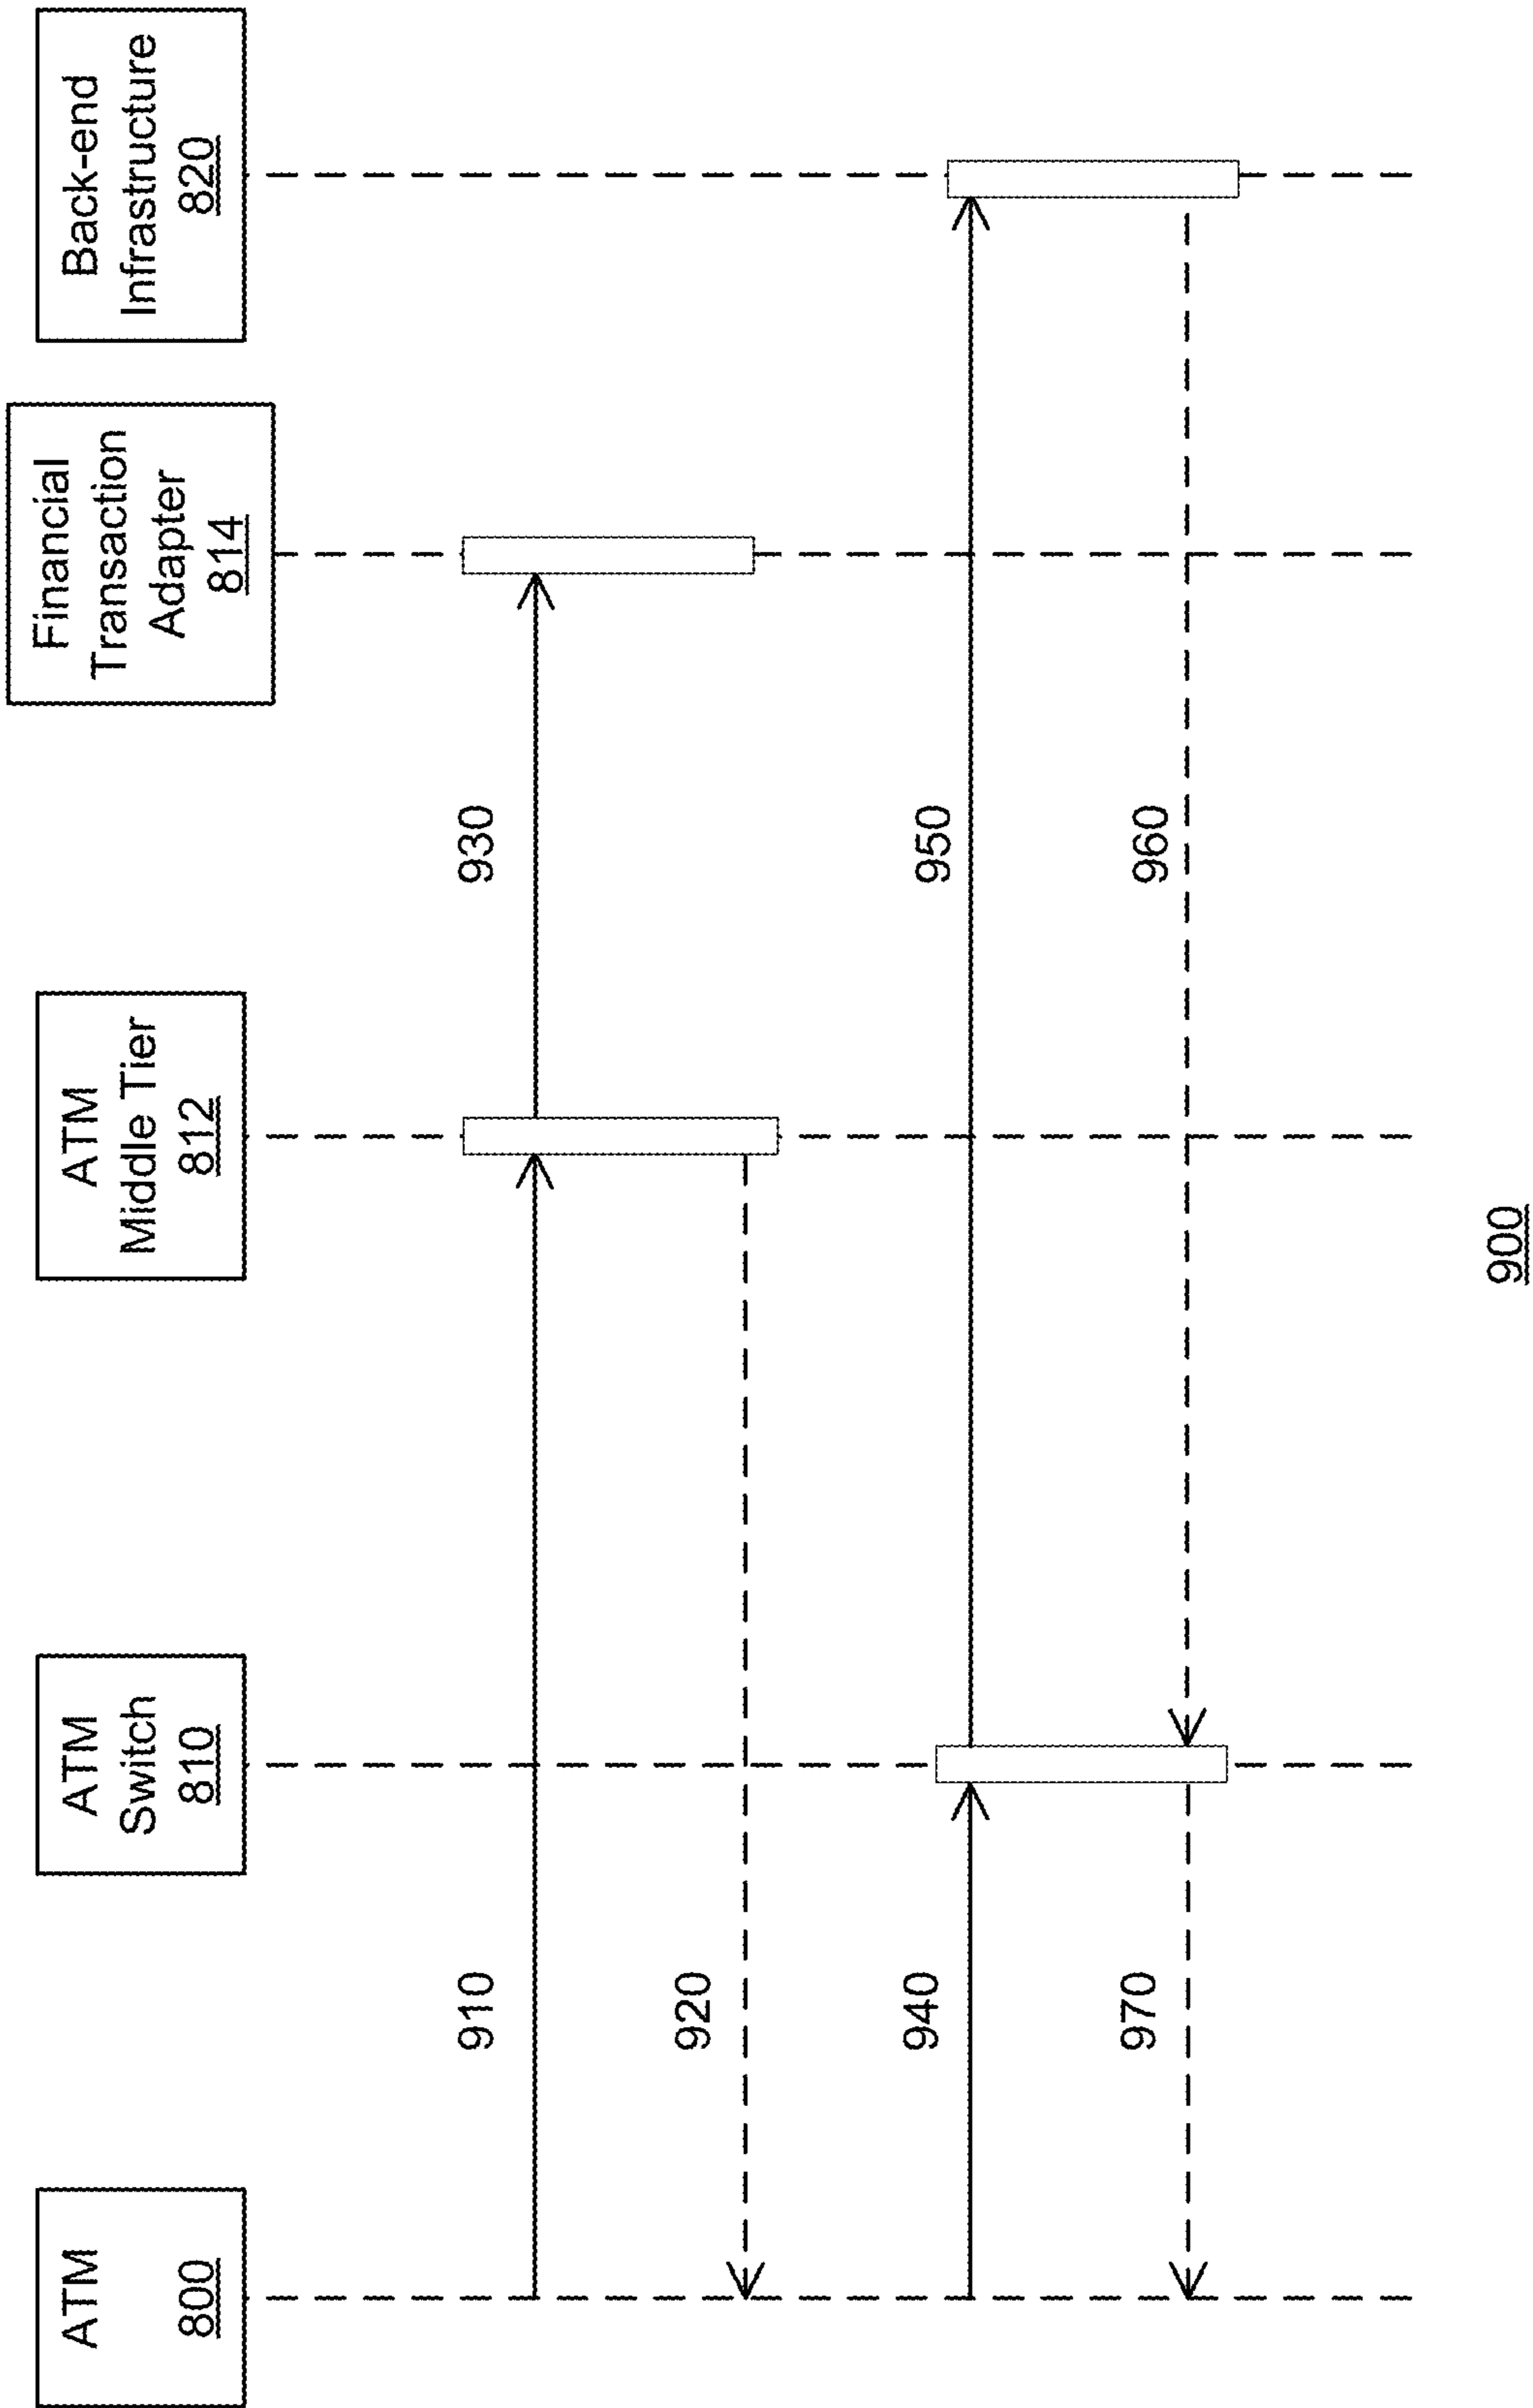 ATM
800
ATM
Switch
810
ATM
Middle Tier
812
Financial
Transaction
Adapter
814
Back-end
Infrastructure
820
910
930
920
940
950
970
960
900